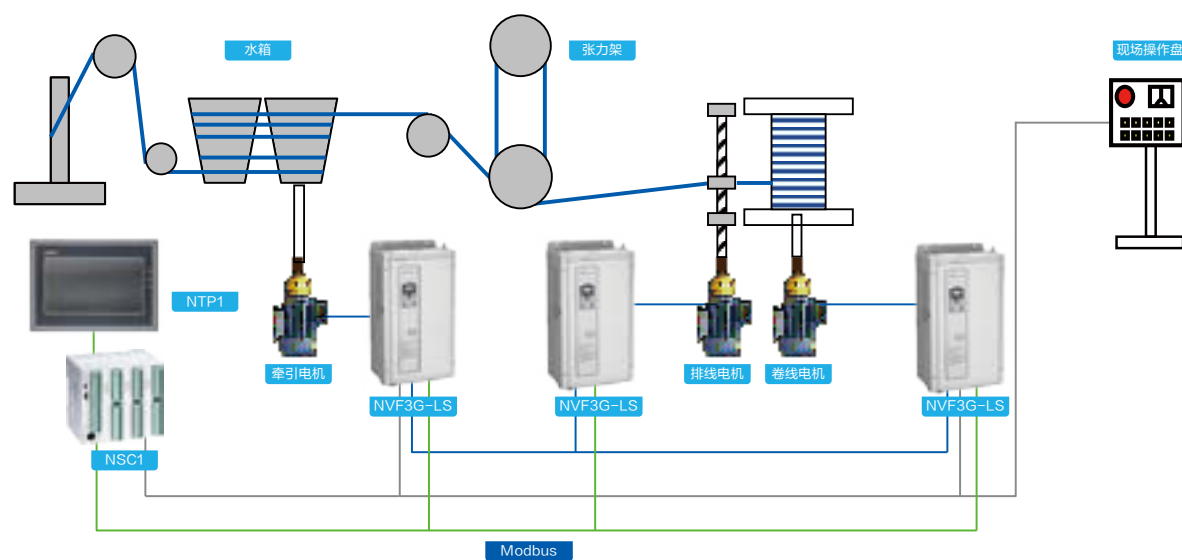 水箱
张力架
现场操作盘
NTP1
牵引电机
排线电机
卷线电机
NVF3G-LS
NVF3G-LS
NVF3G-LS
NSC1
Modbus